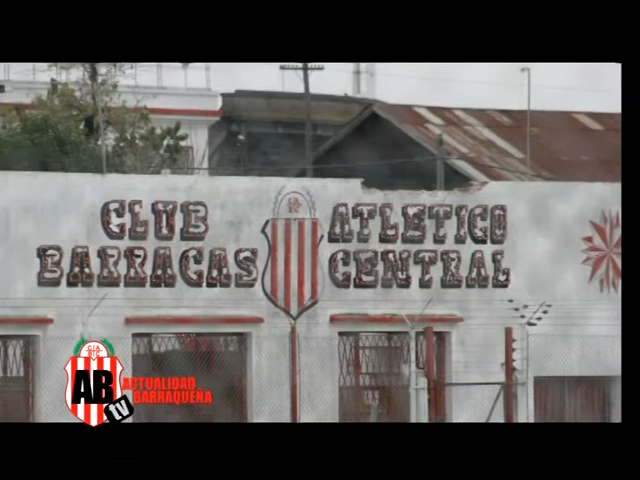 CLUB ATLETICO
BARRACAS CENTRAL
AB
tv
ACTUALIDAD
BARRAQUEÑA